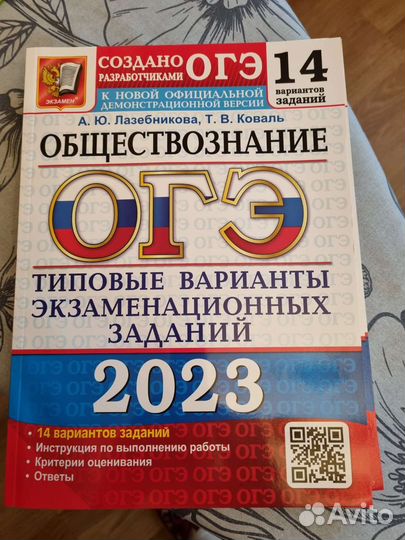 СОЗДАНО
РАЗРАБОТЧИКАМИ ОГЭ
К НОВОЙ ОФИЦИАЛЬНОЙ
ДЕМОНСТРАЦИОННОЙ ВЕРСИИ
14
вариантов
заданий
ЭКЗАМЕН
А. Ю. Лазебникова, Т. В. Коваль
ОБЩЕСТВОЗНАНИЕ
ОГЭ
ТИПОВЫЕ ВАРИАНТЫ
ЭКЗАМЕНАЦИОННЫХ
ЗАДАНИЙ
2023
• 14 вариантов заданий
• Инструкция по выполнению работы
• Критерии оценивания
• Ответы
Avito